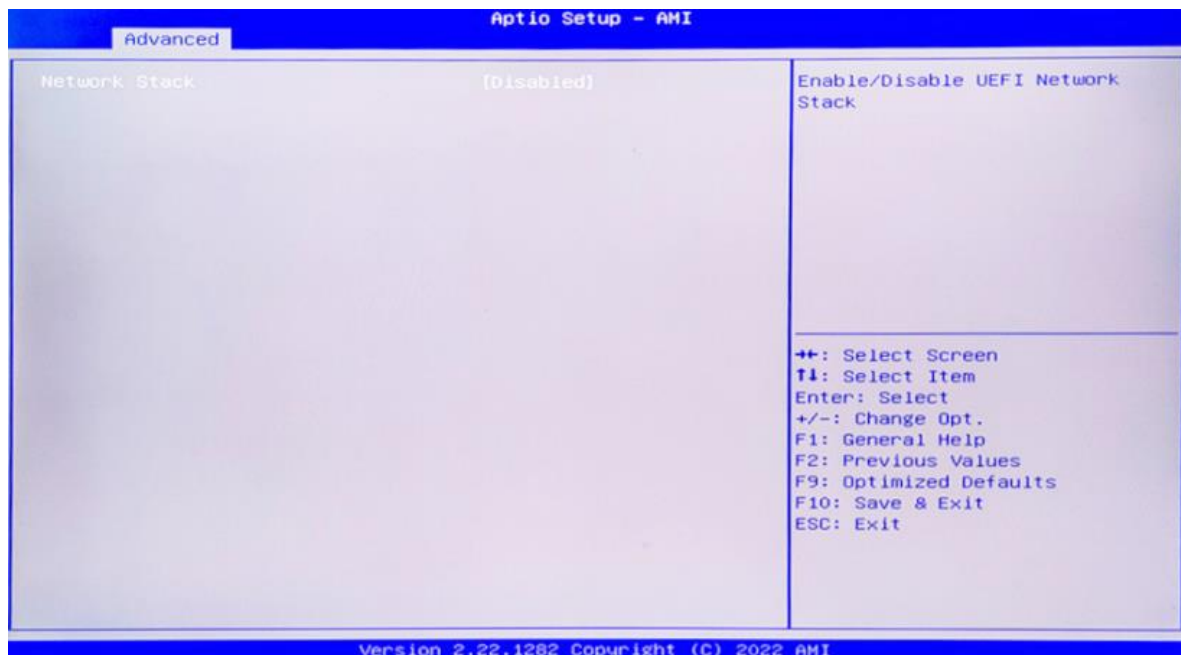 Aptio Setup - AMI
Advanced
Network Stack [Disabled]
Enable/Disable UEFI Network
Stack
→←: Select Screen
↑↓: Select Item
Enter: Select
+/-: Change Opt.
F1: General Help
F2: Previous Values
F9: Optimized Defaults
F10: Save & Exit
ESC: Exit
Version 2.22.1282 Copyright (C) 2022 AMI